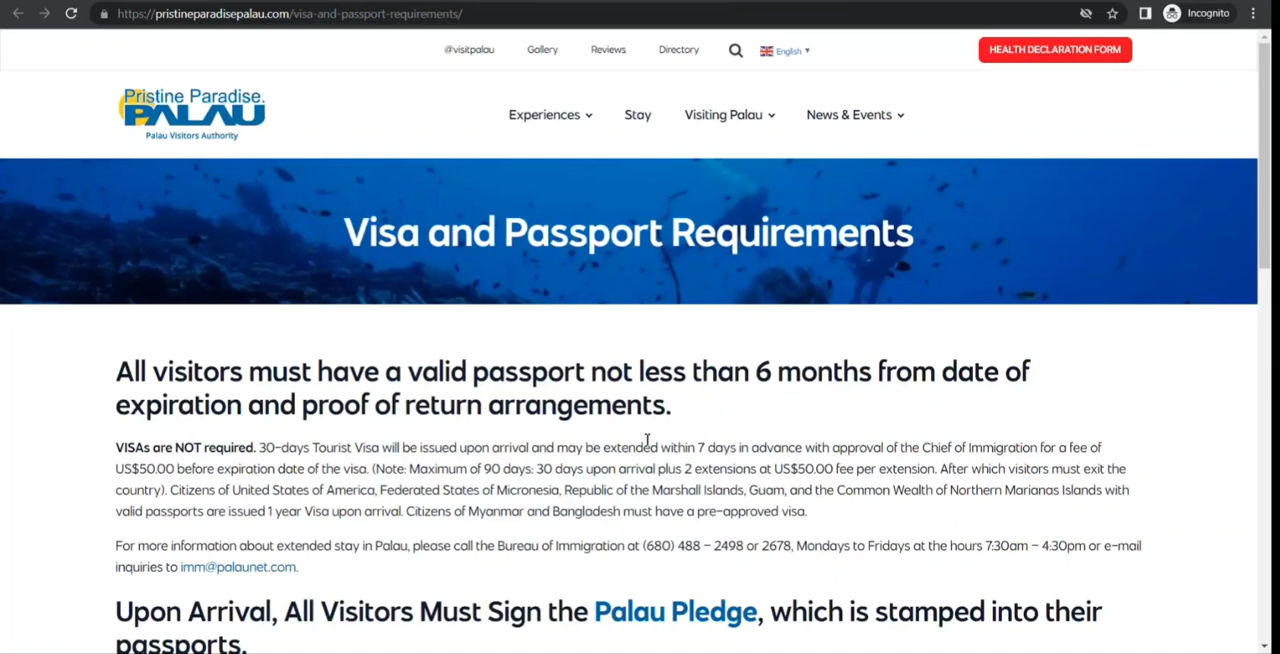 https://pristineparadisepalau.com/visa-and-passport-requirements/
Incognito
@visitpalau Gallery Reviews Directory English HEALTH DECLARATION FORM
Pristine Paradise.
PALAU
Palau Visitors Authority
Experiences Stay Visiting Palau News & Events
Visa and Passport Requirements
All visitors must have a valid passport not less than 6 months from date of
expiration and proof of return arrangements.
VISAs are NOT required. 30-days Tourist Visa will be issued upon arrival and may be extended within 7 days in advance with approval of the Chief of Immigration for a fee of
US$50.00 before expiration date of the visa. (Note: Maximum of 90 days: 30 days upon arrival plus 2 extensions at US$50.00 fee per extension. After which visitors must exit the
country). Citizens of United States of America, Federated States of Micronesia, Republic of the Marshall Islands, Guam, and the Common Wealth of Northern Marianas Islands with
valid passports are issued 1 year Visa upon arrival. Citizens of Myanmar and Bangladesh must have a pre-approved visa.
For more information about extended stay in Palau, please call the Bureau of Immigration at (680) 488 – 2498 or 2678, Mondays to Fridays at the hours 7:30am – 4:30pm or e-mail
inquiries to imm@palaunet.com.
Upon Arrival, All Visitors Must Sign the Palau Pledge, which is stamped into their
passports.